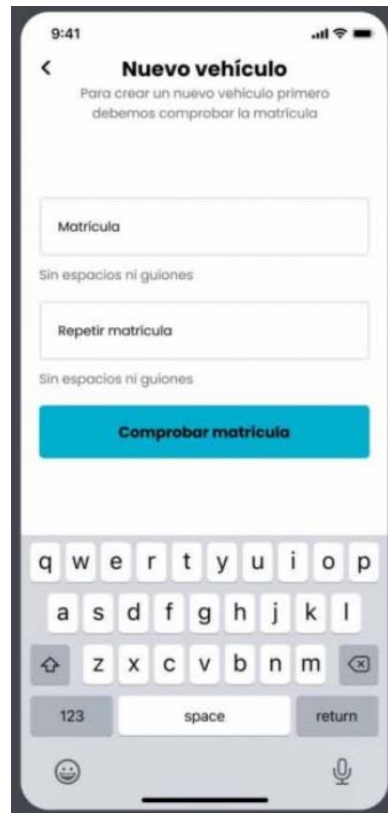 9:41
Nuevo vehículo
Para crear un nuevo vehículo primero
debemos comprobar la matrícula
Matrícula
Sin espacios ni guiones
Repetir matrícula
Sin espacios ni guiones
Comprobar matrícula
q w e r t y u i o p
a s d f g h j k l
z x c v b n m
123 space return